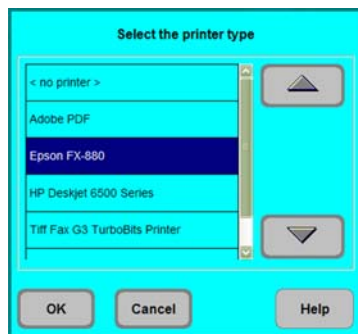 Select the printer type
< no printer >
Adobe PDF
Epson FX-880
HP Deskjet 6500 Series
Tiff Fax G3 TurboBits Printer
OK
Cancel
Help